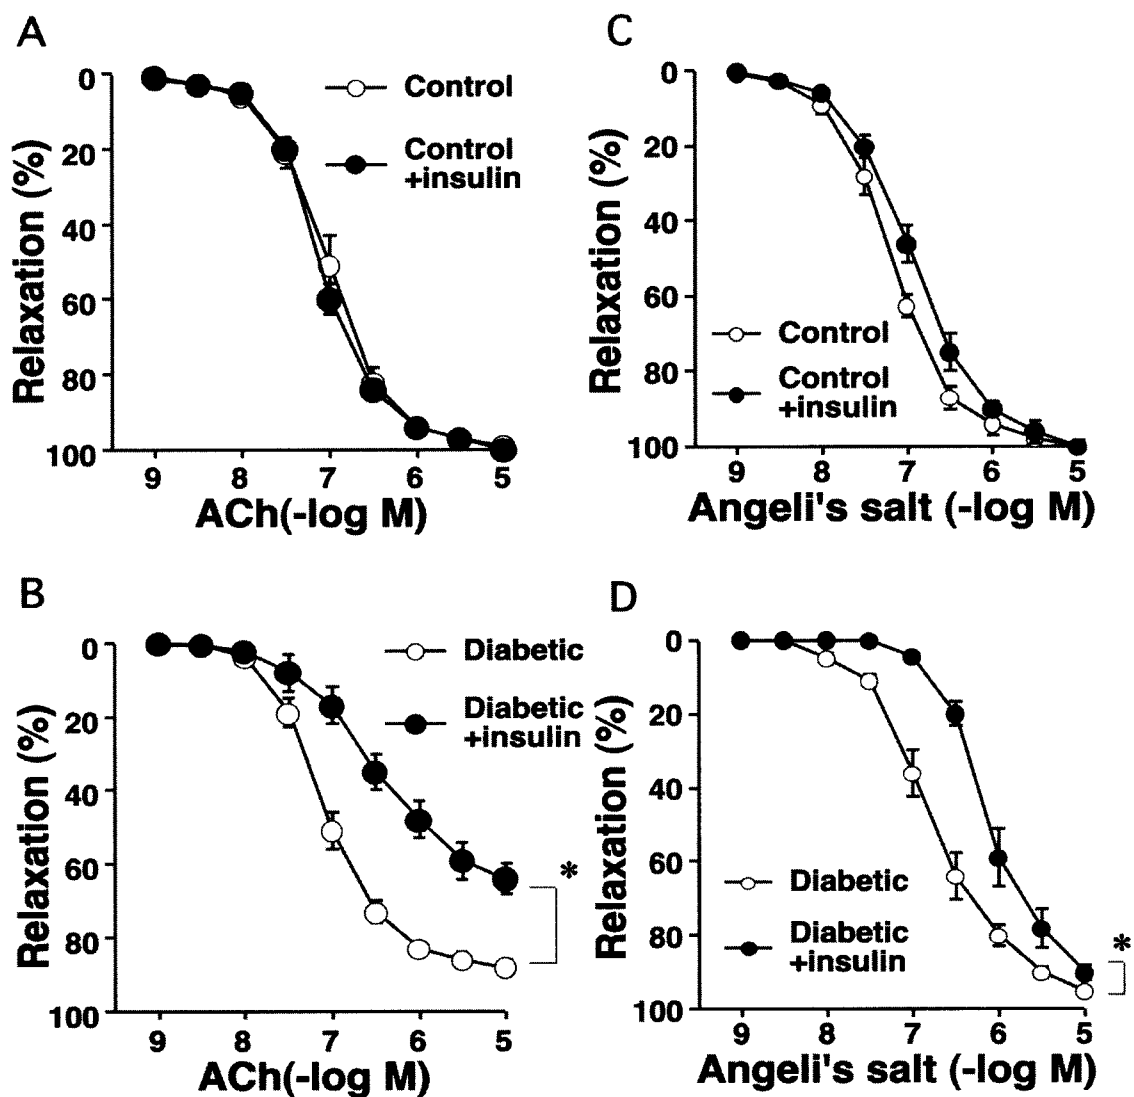 A
Relaxation (%)
0
20
40
60
80
100
Control
Control
+insulin
9
8
7
6
5
ACh(-log M)
C
Relaxation (%)
0
20
40
60
80
100
Control
Control
+insulin
9
8
7
6
5
Angeli's salt (-log M)
B
Relaxation (%)
0
20
40
60
80
100
Diabetic
Diabetic
+insulin
*
9
8
7
6
5
ACh(-log M)
D
Relaxation (%)
0
20
40
60
80
100
Diabetic
Diabetic
+insulin
*
9
8
7
6
5
Angeli's salt (-log M)